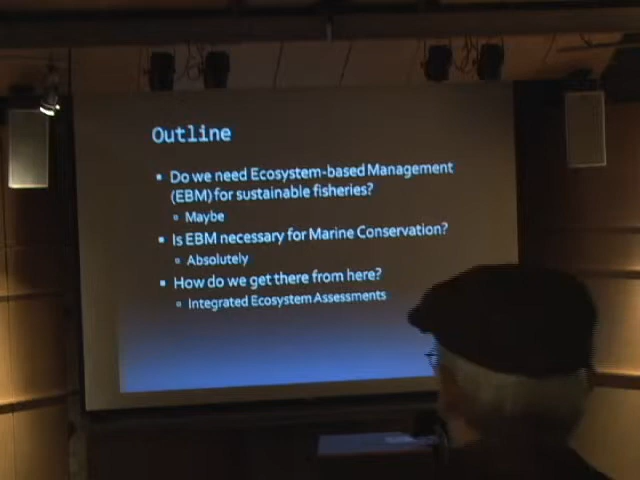 Outline
Do we need Ecosystem-based Management
(EBM) for sustainable fisheries?
Maybe
Is EBM necessary for Marine Conservation?
Absolutely
How do we get there from here?
Integrated Ecosystem Assessments